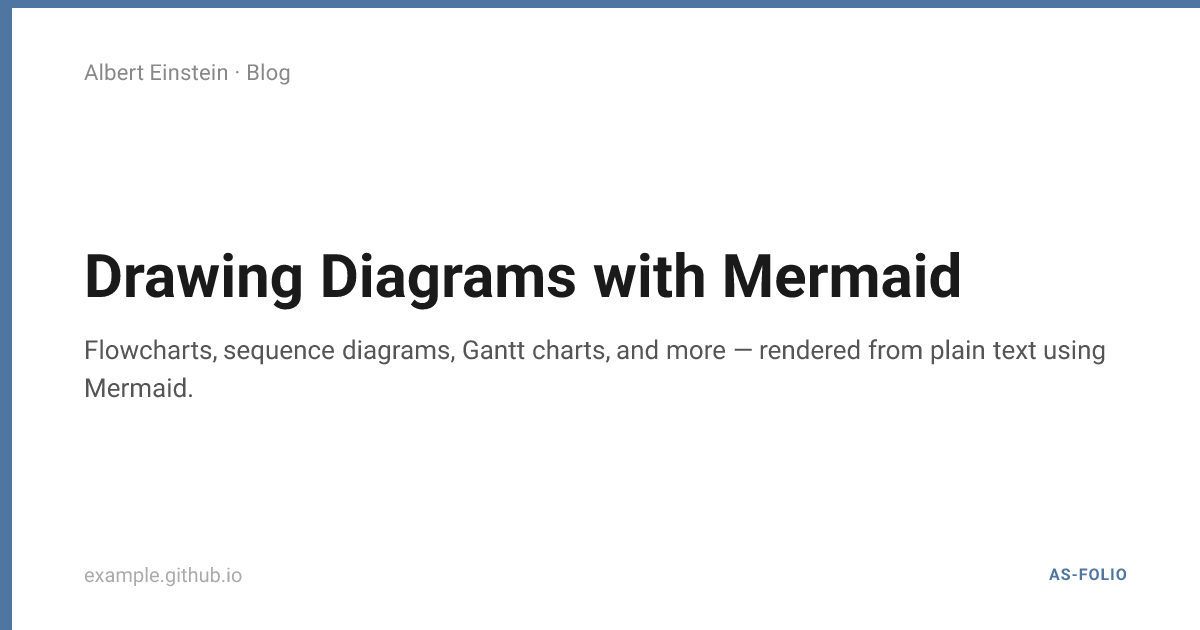 Albert Einstein · Blog
Drawing Diagrams with Mermaid
Flowcharts, sequence diagrams, Gantt charts, and more — rendered from plain text using
Mermaid.
example.github.io
AS-FOLIO